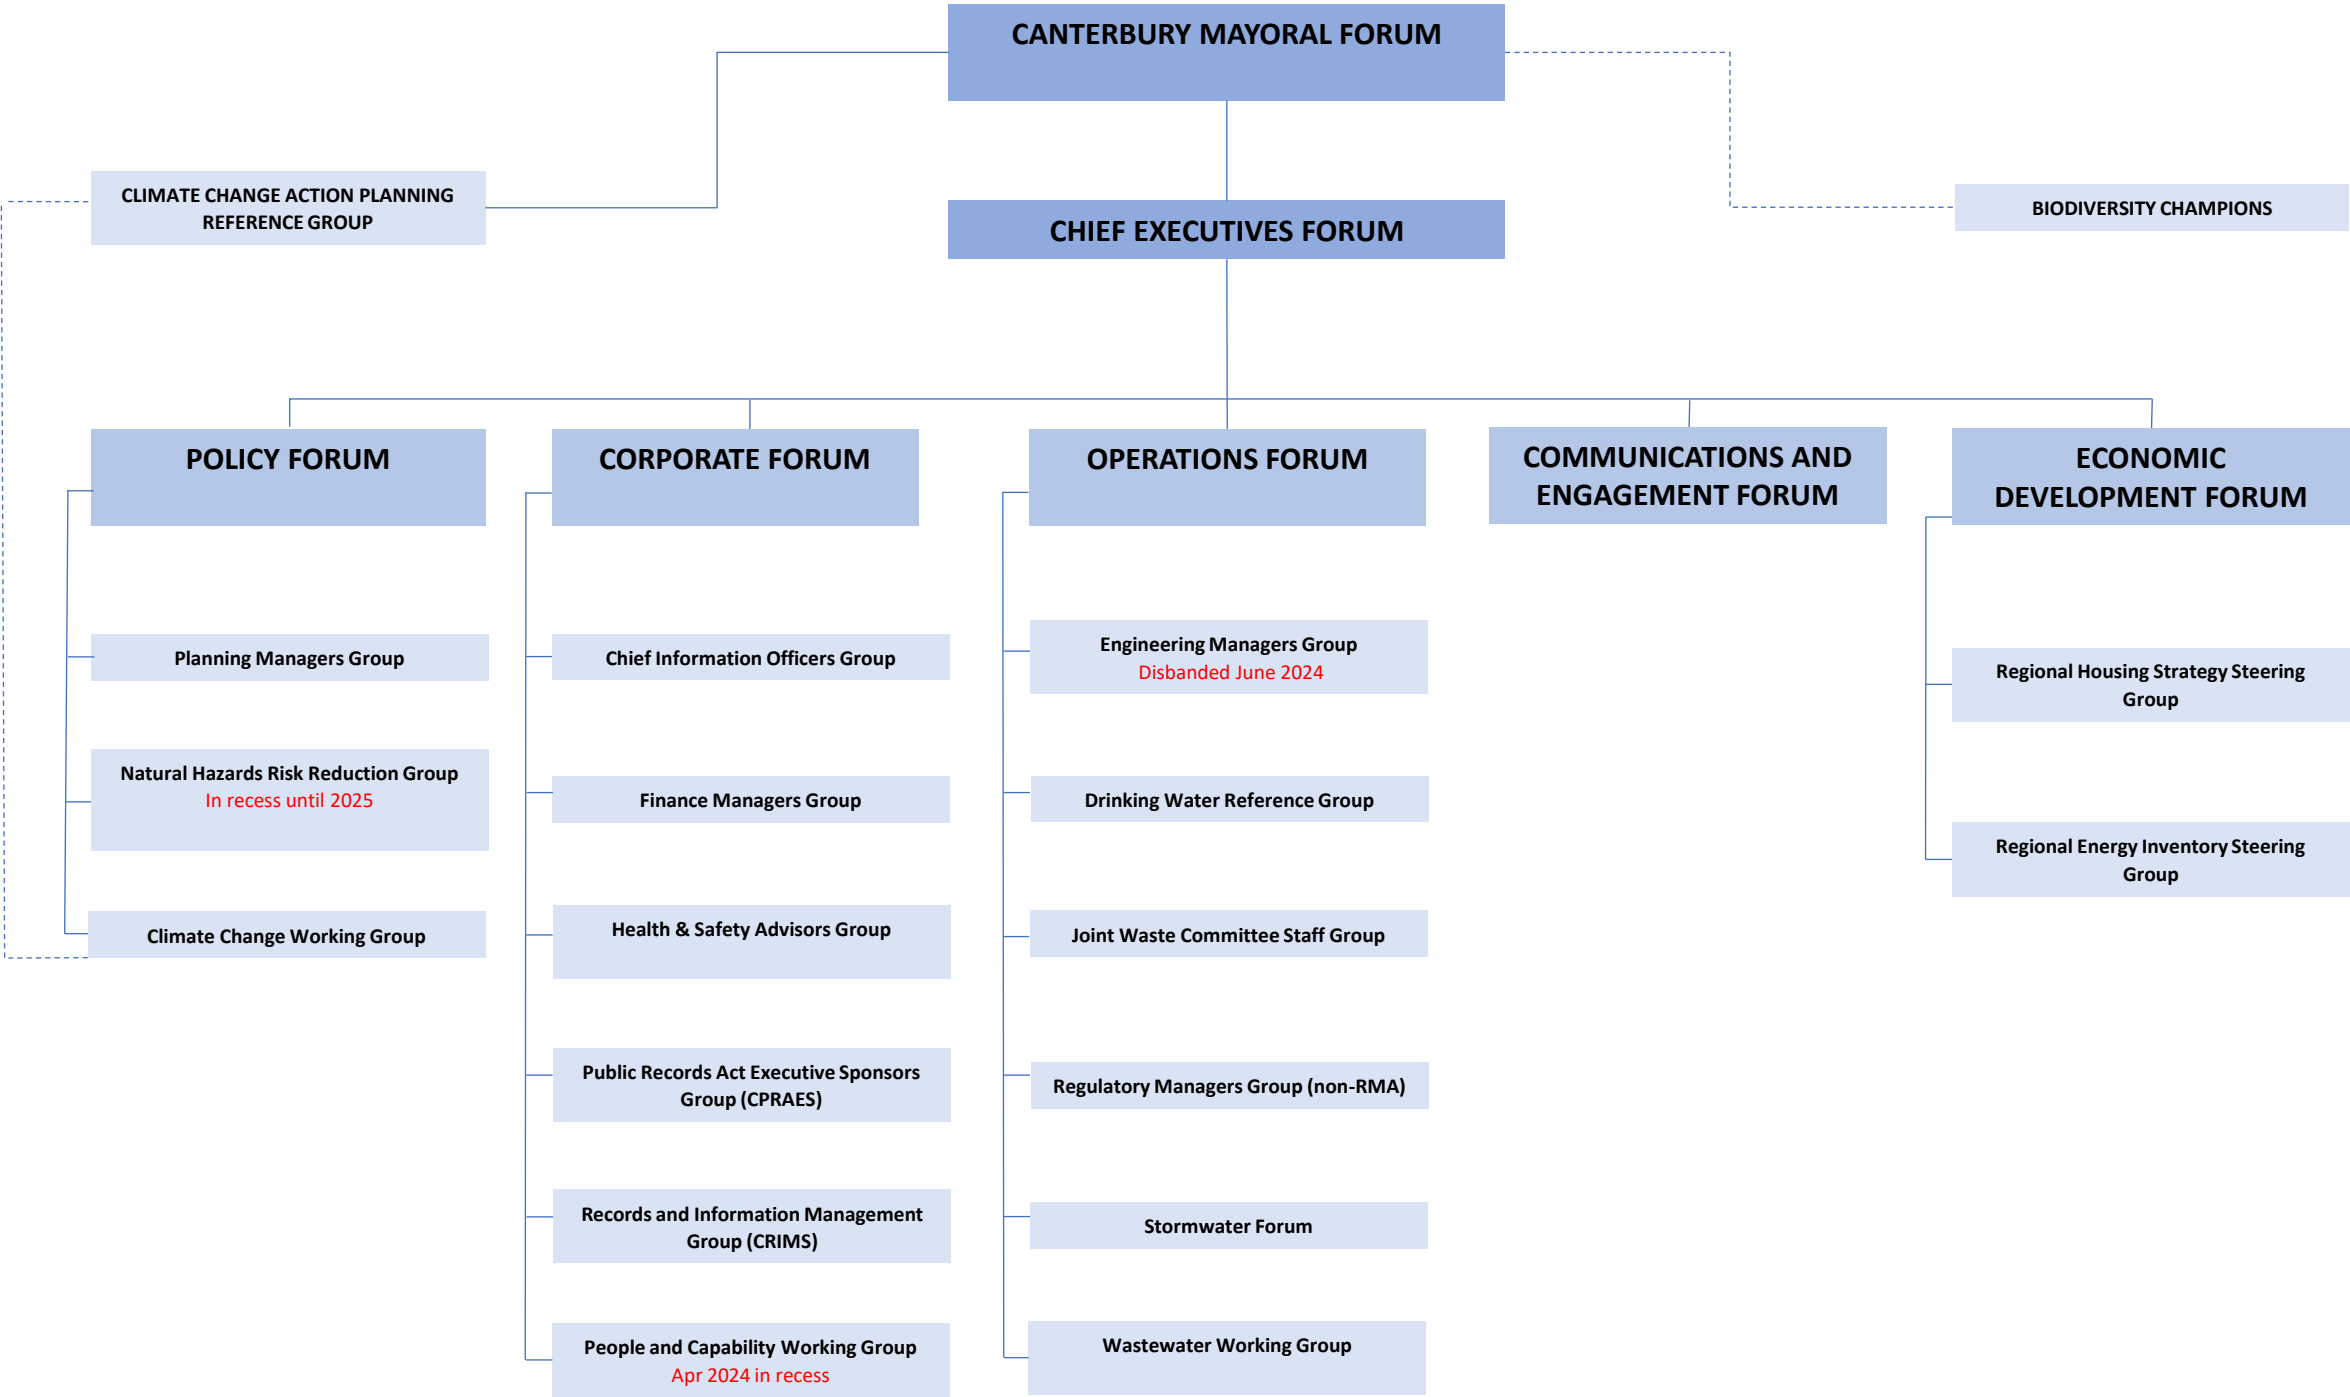 CANTERBURY MAYORAL FORUM
CLIMATE CHANGE ACTION PLANNING
REFERENCE GROUP
CHIEF EXECUTIVES FORUM
BIODIVERSITY CHAMPIONS
POLICY FORUM
Planning Managers Group
Natural Hazards Risk Reduction Group
In recess until 2025
Climate Change Working Group
CORPORATE FORUM
Chief Information Officers Group
Finance Managers Group
Health & Safety Advisors Group
Public Records Act Executive Sponsors
Group (CPRAES)
Records and Information Management
Group (CRIMS)
People and Capability Working Group
Apr 2024 in recess
OPERATIONS FORUM
Engineering Managers Group
Disbanded June 2024
Drinking Water Reference Group
Joint Waste Committee Staff Group
Regulatory Managers Group (non-RMA)
Stormwater Forum
Wastewater Working Group
COMMUNICATIONS AND
ENGAGEMENT FORUM
ECONOMIC
DEVELOPMENT FORUM
Regional Housing Strategy Steering
Group
Regional Energy Inventory Steering
Group